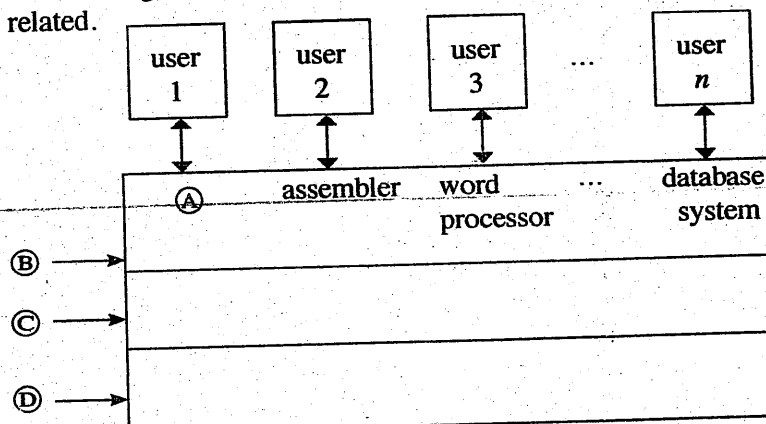 related.
user user user ... user
1 2 3 n
Ⓐ assembler word ... database
processor system
Ⓑ
Ⓒ
Ⓓ